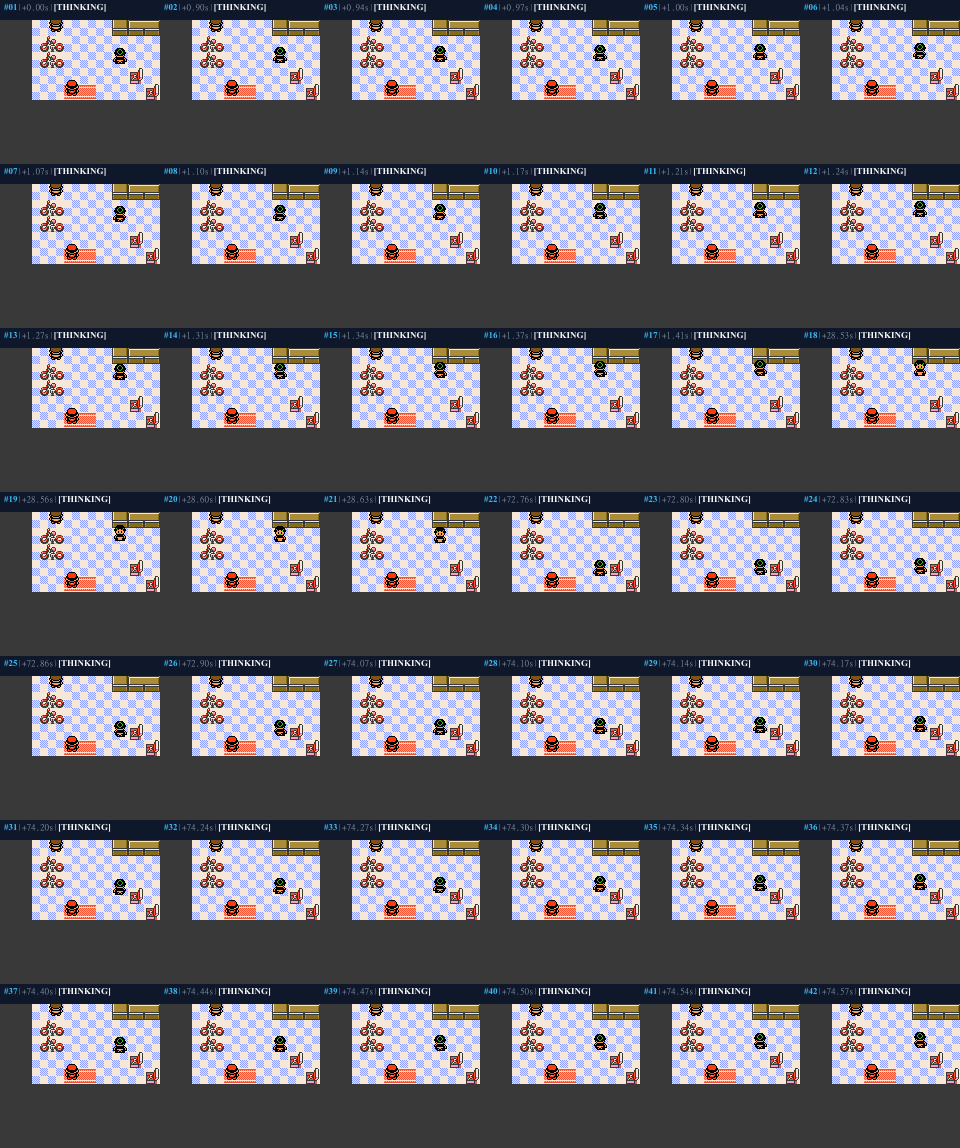 #01|+0.00s|[THINKING] #02|+0.90s|[THINKING] #03|+0.94s|[THINKING] #04|+0.97s|[THINKING] #05|+1.00s|[THINKING] #06|+1.04s|[THINKING]
#07|+1.07s|[THINKING] #08|+1.10s|[THINKING] #09|+1.14s|[THINKING] #10|+1.17s|[THINKING] #11|+1.21s|[THINKING] #12|+1.24s|[THINKING]
#13|+1.27s|[THINKING] #14|+1.31s|[THINKING] #15|+1.34s|[THINKING] #16|+1.37s|[THINKING] #17|+1.41s|[THINKING] #18|+28.53s|[THINKING]
#19|+28.56s|[THINKING] #20|+28.60s|[THINKING] #21|+28.63s|[THINKING] #22|+72.76s|[THINKING] #23|+72.80s|[THINKING] #24|+72.83s|[THINKING]
#25|+72.86s|[THINKING] #26|+72.90s|[THINKING] #27|+74.07s|[THINKING] #28|+74.10s|[THINKING] #29|+74.14s|[THINKING] #30|+74.17s|[THINKING]
#31|+74.20s|[THINKING] #32|+74.24s|[THINKING] #33|+74.27s|[THINKING] #34|+74.30s|[THINKING] #35|+74.34s|[THINKING] #36|+74.37s|[THINKING]
#37|+74.40s|[THINKING] #38|+74.44s|[THINKING] #39|+74.47s|[THINKING] #40|+74.50s|[THINKING] #41|+74.54s|[THINKING] #42|+74.57s|[THINKING]